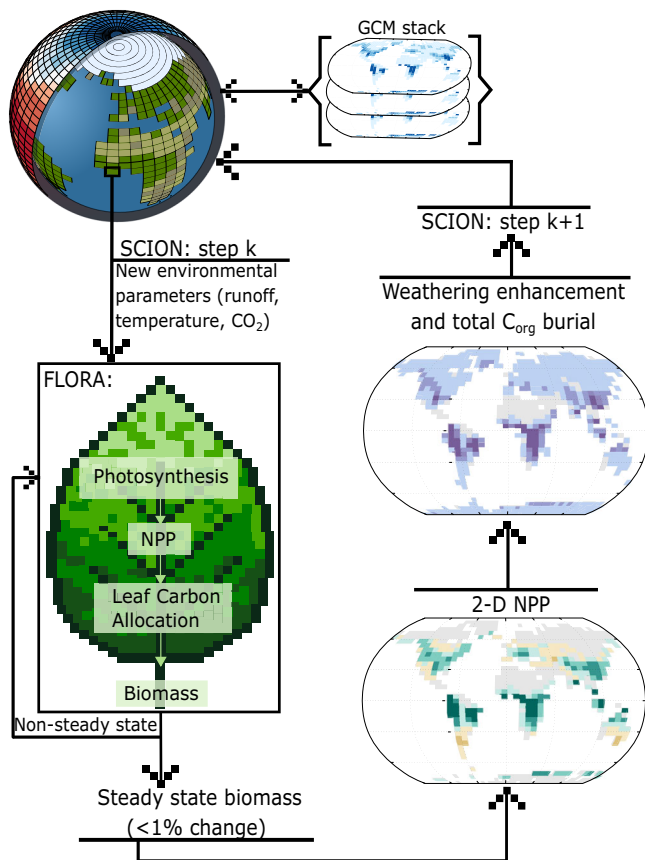 GCM stack
SCION: step k
New environmental
parameters (runoff,
temperature, CO₂)
FLORA:
Photosynthesis
NPP
Leaf Carbon
Allocation
Biomass
Non-steady state
Steady state biomass
(<1% change)
2-D NPP
Weathering enhancement
and total C_org burial
SCION: step k+1